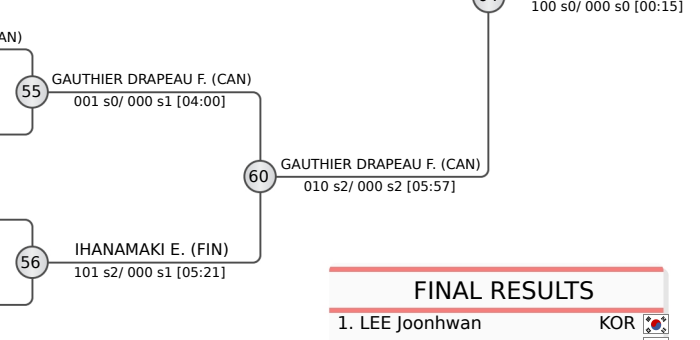 100 s0/ 000 s0 [00:15]
AN)
GAUTHIER DRAPEAU F. (CAN)
55
001 s0/ 000 s1 [04:00]
GAUTHIER DRAPEAU F. (CAN)
60
010 s2/ 000 s2 [05:57]
IHANAMAKI E. (FIN)
56
101 s2/ 000 s1 [05:21]
FINAL RESULTS
1. LEE Joonhwan KOR